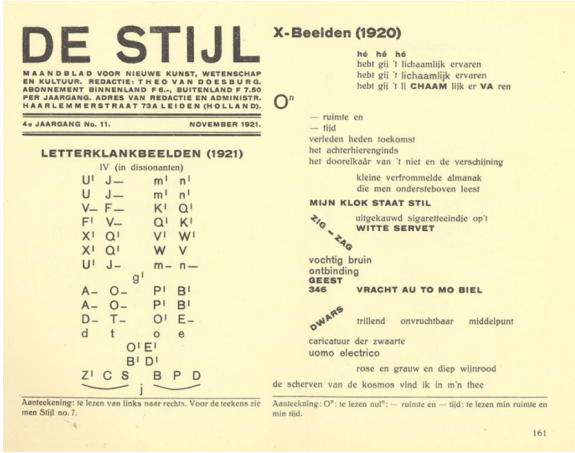 DE STIJL
MAANDBLAD VOOR NIEUWE KUNST, WETENSCHAP
EN KULTUUR. REDACTIE: THEO VAN DOESBURG.
ABONNEMENT BINNENLAND F 6.–, BUITENLAND F 7.50
PER JAARGANG. ADRES VAN REDACTIE EN ADMINISTR.
HAARLEMMERSTRAAT 73A LEIDEN (HOLLAND).
4e JAARGANG No. 11. NOVEMBER 1921.
LETTERKLANKBEELDEN (1921)
IV (in dissonanten)
U' J— m' n'
U J— m' n'
V– F— K' Q'
F' V– Q' K'
X' Q' V' W'
X' Q' W V
U' J– m– n—
g'
A– O– P' B'
A– O– P' B'
D– T– O' E–
d t o e
O' E'
B' D'
Z' C S B P D
j
Aanteekening: te lezen van links naar rechts. Voor de teekens zie
men Stijl no. 7.
X-Beelden (1920)
hé hé hé
hebt gij 't lichaamlijk ervaren
hebt gij 't lichaamlijk ervaren
hebt gij 't li CHAAM lijk er VA ren
Oⁿ
— ruimte en
— tijd
verleden heden toekomst
het achterhierenginds
het doorelkaâr van 't niet en de verschijning
kleine verfrommelde almanak
die men ondersteboven leest
MIJN KLOK STAAT STIL
uitgekauwd sigaretteeindje op't
WITTE SERVET
ZIG – ZAG
vochtig bruin
ontbinding
GEEST
346 VRACHT AU TO MO BIEL
DWARS
trillend onvruchtbaar middelpunt
caricatuur der zwaarte
uomo electrico
rose en grauw en diep wijnrood
de scherven van de kosmos vind ik in m'n thee
Aanteekning: Oⁿ: te lezen nulⁿ; — ruimte en — tijd: te lezen min ruimte en
min tijd.
161